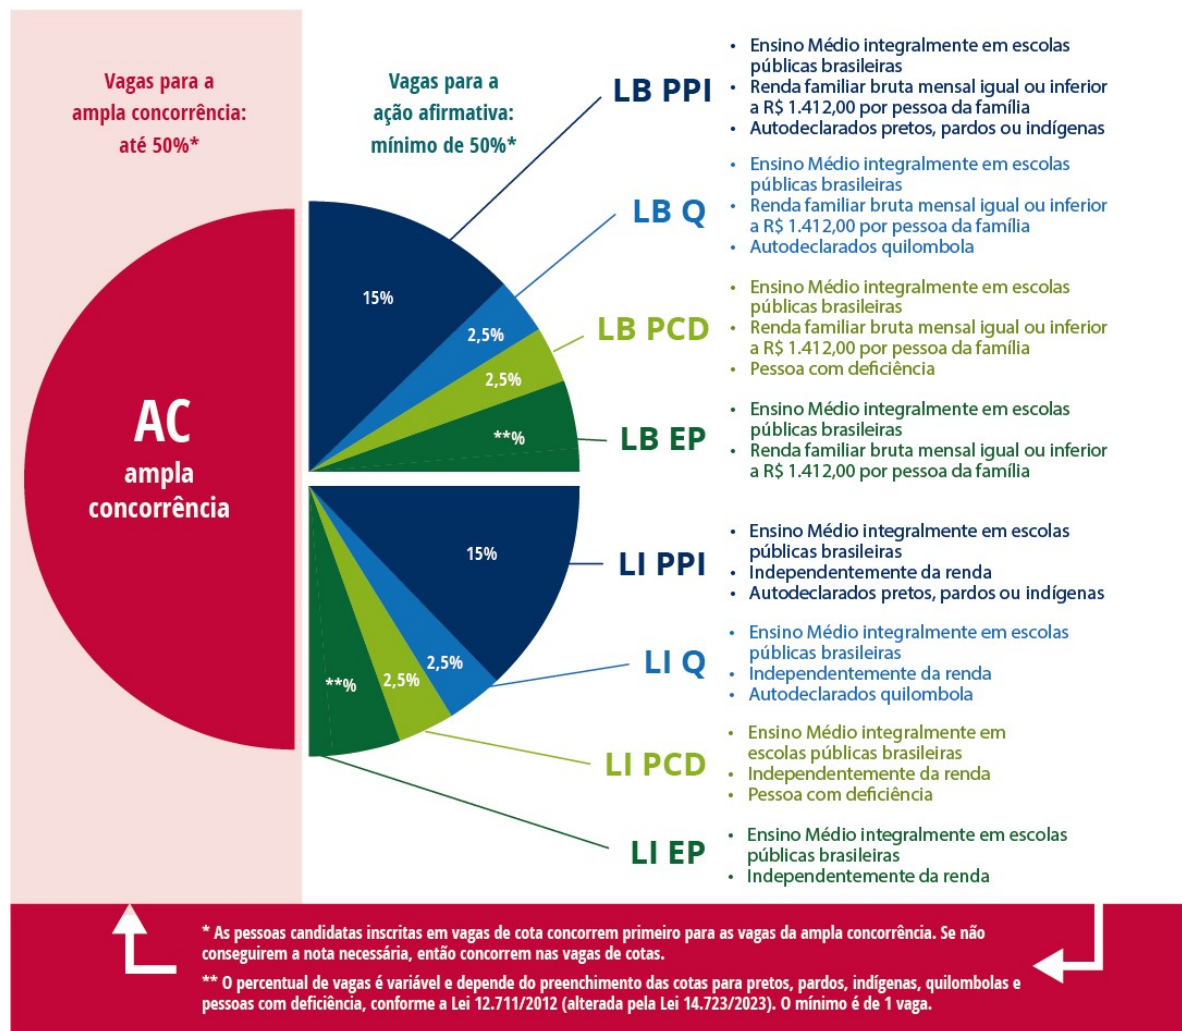 Vagas para a
ampla concorrência:
até 50%*
Vagas para a
ação afirmativa:
mínimo de 50%*
AC
ampla
concorrência
15%
2,5%
2,5%
**%
15%
2,5%
2,5%
**%
LB PPI
• Ensino Médio integralmente em escolas
públicas brasileiras
• Renda familiar bruta mensal igual ou inferior
a R$ 1.412,00 por pessoa da família
• Autodeclarados pretos, pardos ou indígenas
LB Q
• Ensino Médio integralmente em escolas
públicas brasileiras
• Renda familiar bruta mensal igual ou inferior
a R$ 1.412,00 por pessoa da família
• Autodeclarados quilombola
LB PCD
• Ensino Médio integralmente em escolas
públicas brasileiras
• Renda familiar bruta mensal igual ou inferior
a R$ 1.412,00 por pessoa da família
• Pessoa com deficiência
LB EP
• Ensino Médio integralmente em escolas
públicas brasileiras
• Renda familiar bruta mensal igual ou inferior
a R$ 1.412,00 por pessoa da família
LI PPI
• Ensino Médio integralmente em escolas
públicas brasileiras
• Independentemente da renda
• Autodeclarados pretos, pardos ou indígenas
LI Q
• Ensino Médio integralmente em escolas
públicas brasileiras
• Independentemente da renda
• Autodeclarados quilombola
LI PCD
• Ensino Médio integralmente em
escolas públicas brasileiras
• Independentemente da renda
• Pessoa com deficiência
LI EP
• Ensino Médio integralmente em escolas
públicas brasileiras
• Independentemente da renda
* As pessoas candidatas inscritas em vagas de cota concorrem primeiro para as vagas da ampla concorrência. Se não
conseguirem a nota necessária, então concorrem nas vagas de cotas.
** O percentual de vagas é variável e depende do preenchimento das cotas para pretos, pardos, indígenas, quilombolas e
pessoas com deficiência, conforme a Lei 12.711/2012 (alterada pela Lei 14.723/2023). O mínimo é de 1 vaga.